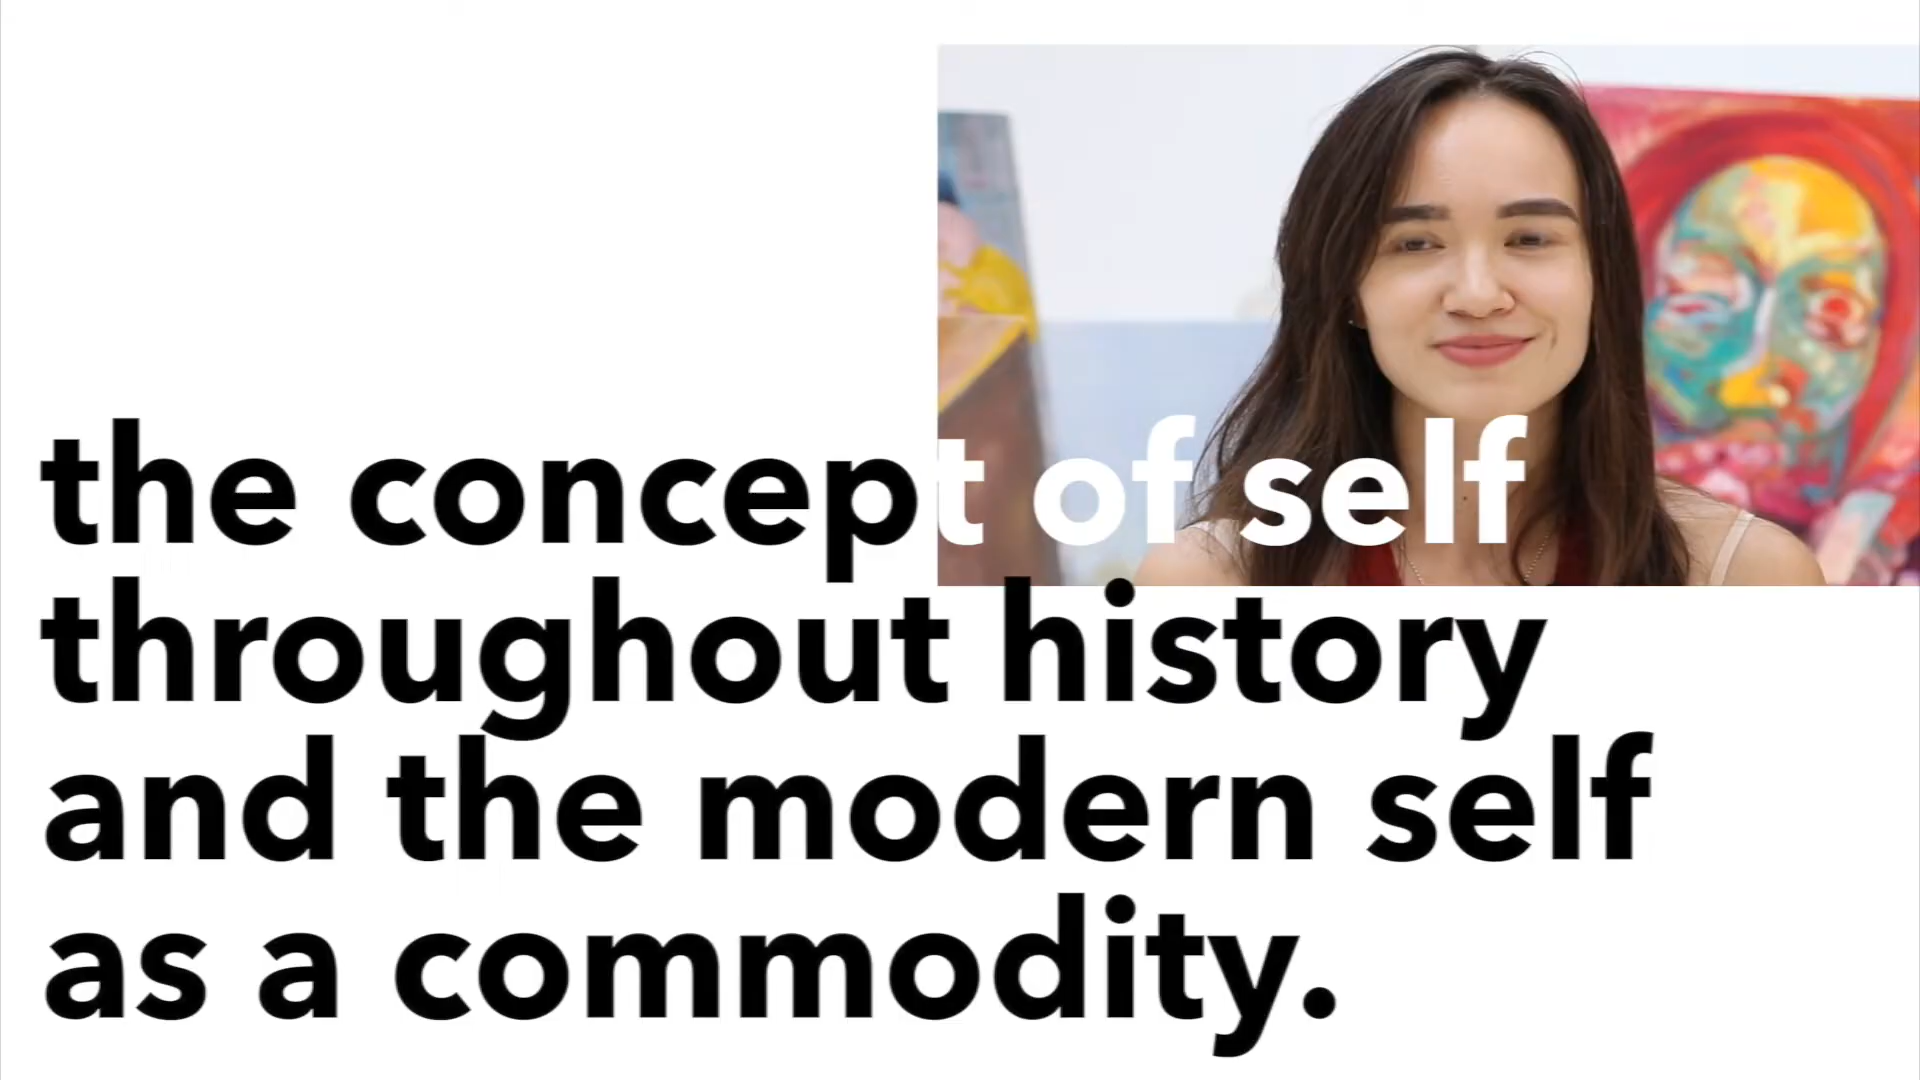 the concept of self
throughout history
and the modern self
as a commodity.